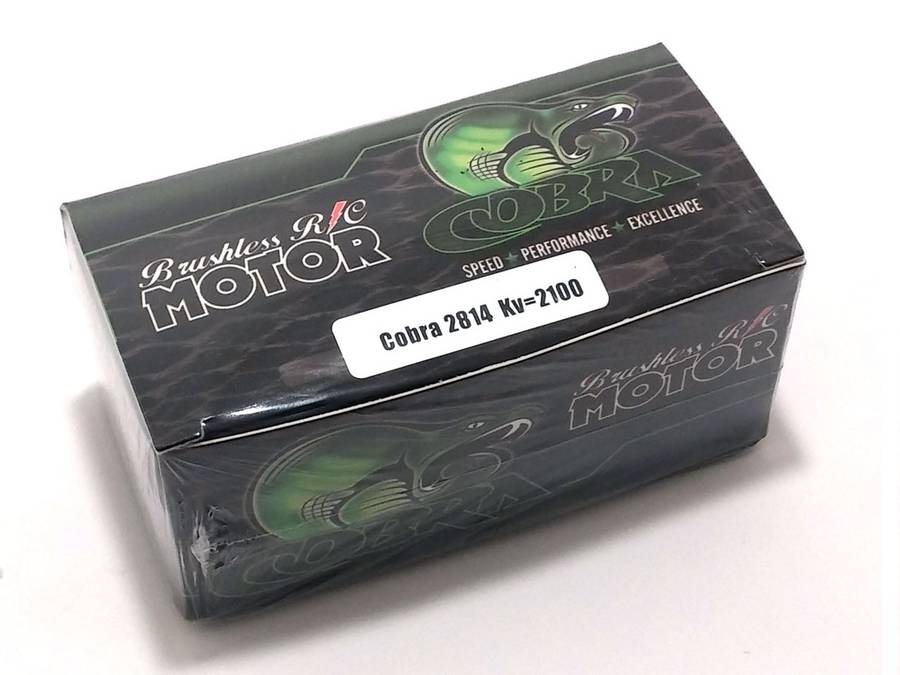 COBRA
SPEED ★ PERFORMANCE ★ EXCELLENCE
Brushless R/C
MOTOR
Cobra 2814 Kv=2100
Brushless R/C
MOTOR
COBRA